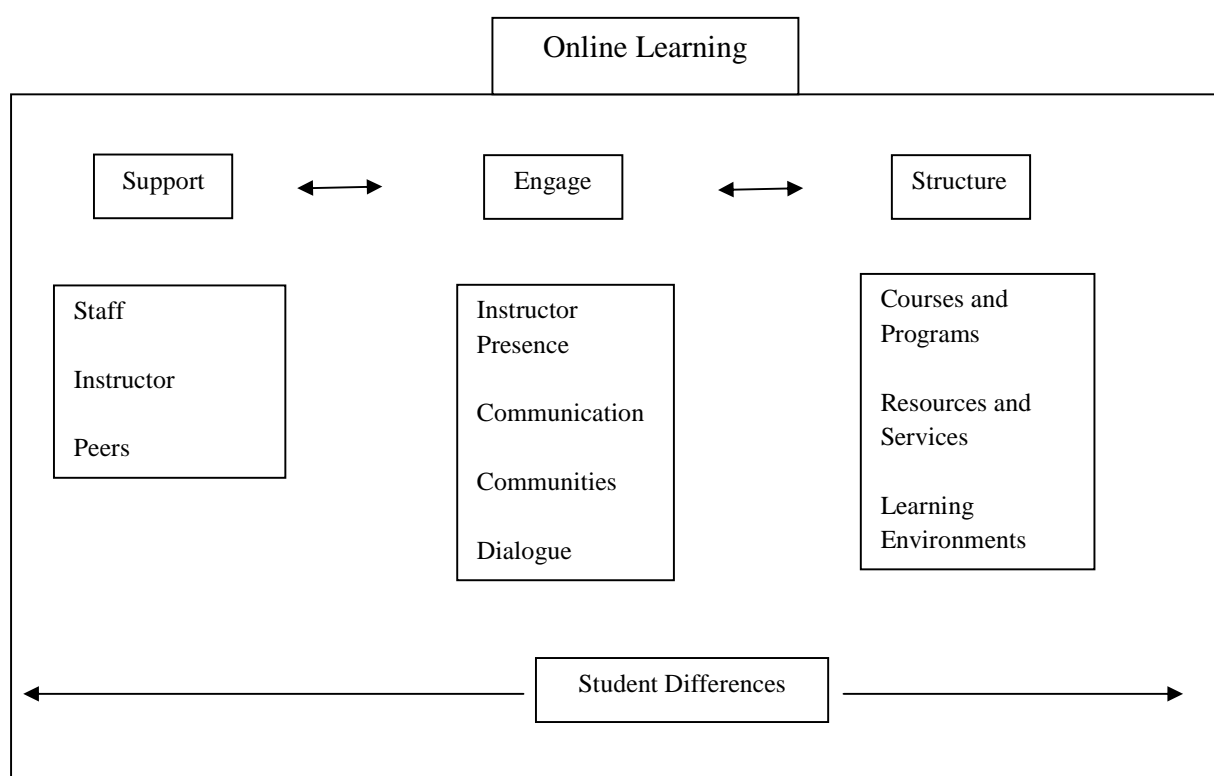 Online Learning
Support
Engage
Structure
Staff
Instructor
Peers
Instructor
Presence
Communication
Communities
Dialogue
Courses and
Programs
Resources and
Services
Learning
Environments
Student Differences